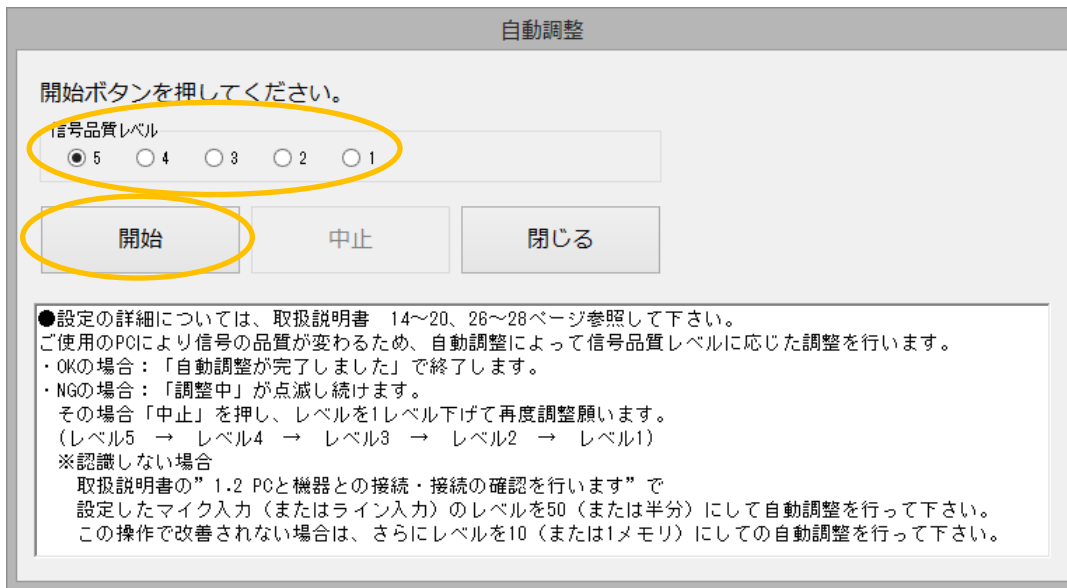 自動調整
開始ボタンを押してください。
信号品質レベル
5 4 3 2 1
開始 中止 閉じる
●設定の詳細については、取扱説明書　14～20、26～28ページ参照して下さい。
ご使用のPCにより信号の品質が変わるため、自動調整によって信号品質レベルに応じた調整を行います。
・OKの場合：「自動調整が完了しました」で終了します。
・NGの場合：「調整中」が点滅し続けます。
その場合「中止」を押し、レベルを1レベル下げて再度調整願います。
（レベル5　→　レベル4　→　レベル3　→　レベル2　→　レベル1）
※認識しない場合
取扱説明書の”1.2 PCと機器との接続・接続の確認を行います”で
設定したマイク入力（またはライン入力）のレベルを50（または半分）にして自動調整を行って下さい。
この操作で改善されない場合は、さらにレベルを10（または1メモリ）にしての自動調整を行って下さい。